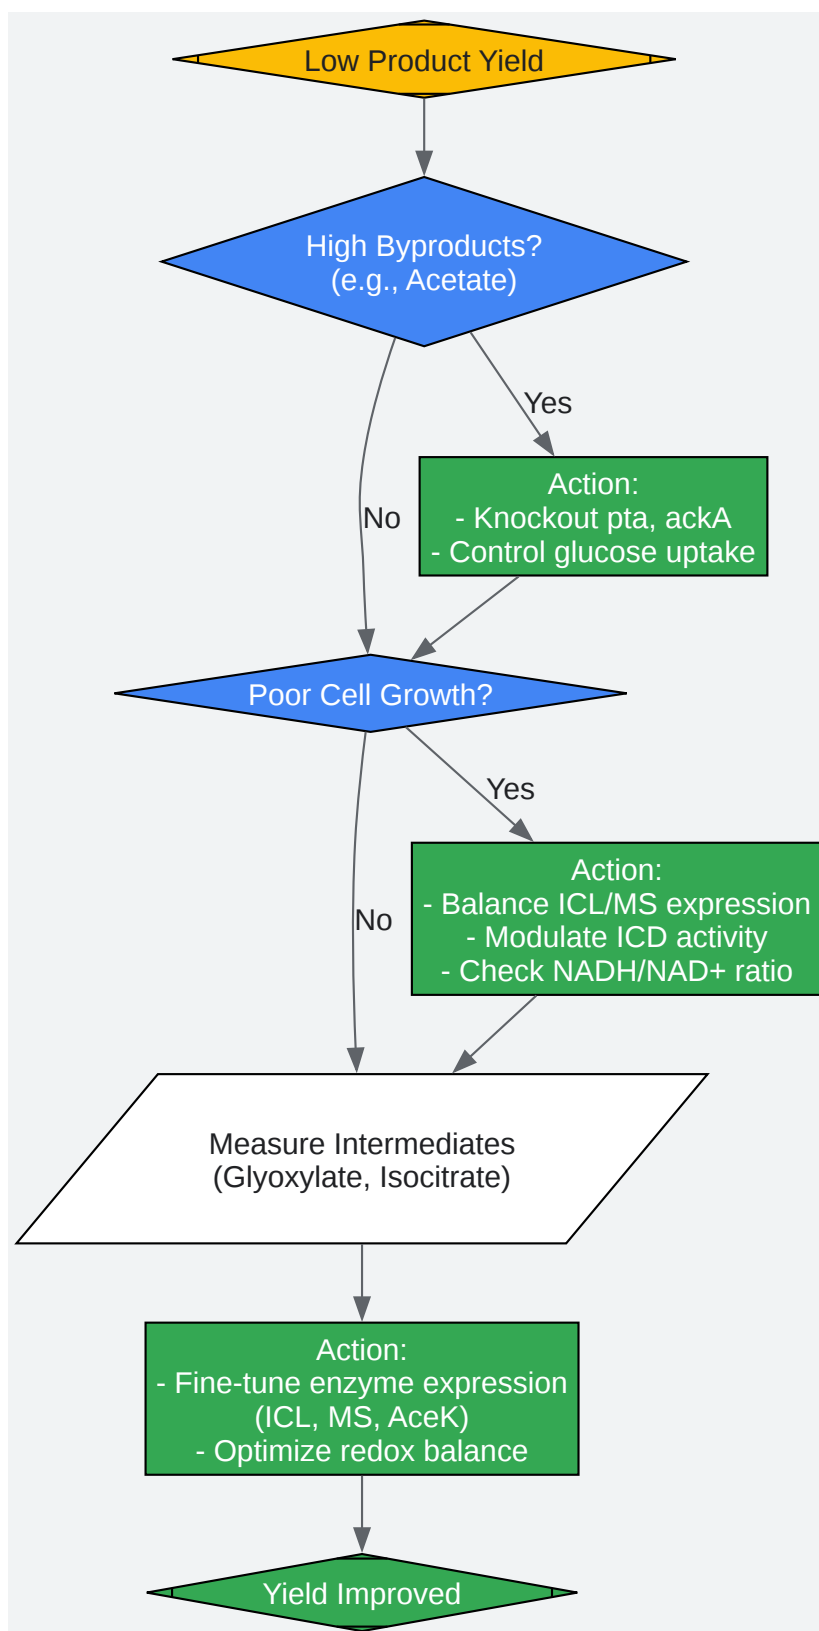 Low Product Yield
High Byproducts?
(e.g., Acetate)
Yes
Action:
- Knockout pta, ackA
- Control glucose uptake
No
Poor Cell Growth?
Yes
Action:
- Balance ICL/MS expression
- Modulate ICD activity
- Check NADH/NAD+ ratio
No
Measure Intermediates
(Glyoxylate, Isocitrate)
Action:
- Fine-tune enzyme expression
(ICL, MS, AceK)
- Optimize redox balance
Yield Improved